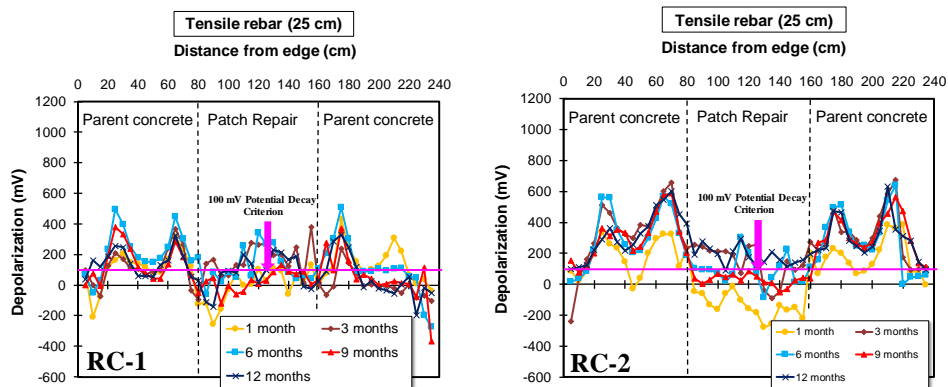 Tensile rebar (25 cm)
Distance from edge (cm)
0 20 40 60 80 100 120 140 160 180 200 220 240
Depolarization (mV)
1200
1000
800
600
400
200
0
-200
-400
-600
Parent concrete
Patch Repair
Parent concrete
100 mV Potential Decay
Criterion
RC-1
1 month
3 months
6 months
9 months
12 months
Tensile rebar (25 cm)
Distance from edge (cm)
0 20 40 60 80 100 120 140 160 180 200 220 240
Depolarization (mV)
1200
1000
800
600
400
200
0
-200
-400
-600
Parent concrete
Patch Repair
Parent concrete
100 mV Potential Decay
Criterion
RC-2
1 month
3 months
6 months
9 months
12 months